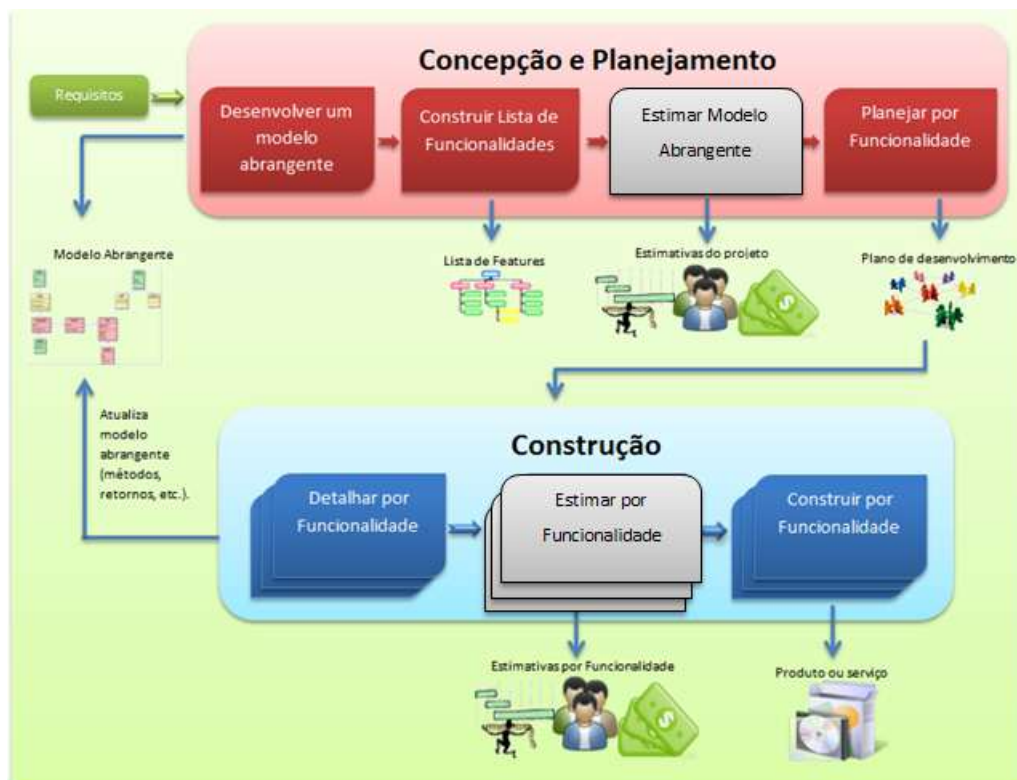 Concepção e Planejamento
Requisitos
Desenvolver um
modelo
abrangente
Construir Lista de
Funcionalidades
Estimar Modelo
Abrangente
Planejar por
Funcionalidade
Modelo Abrangente
Lista de Features
Estimativas do projeto
Plano de desenvolvimento
Atualiza
modelo
abrangente
(métodos,
retornos, etc.).
Construção
Detalhar por
Funcionalidade
Estimar por
Funcionalidade
Construir por
Funcionalidade
Estimativas por Funcionalidade
Produto ou serviço